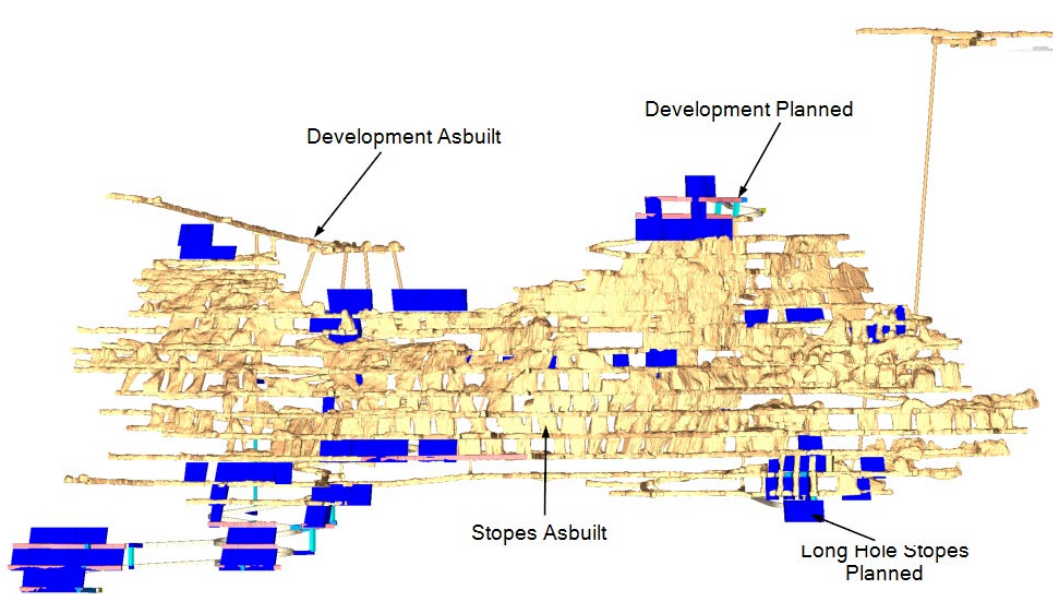 Development Planned
Development Asbuilt
Stopes Asbuilt
Long Hole Stopes
Planned